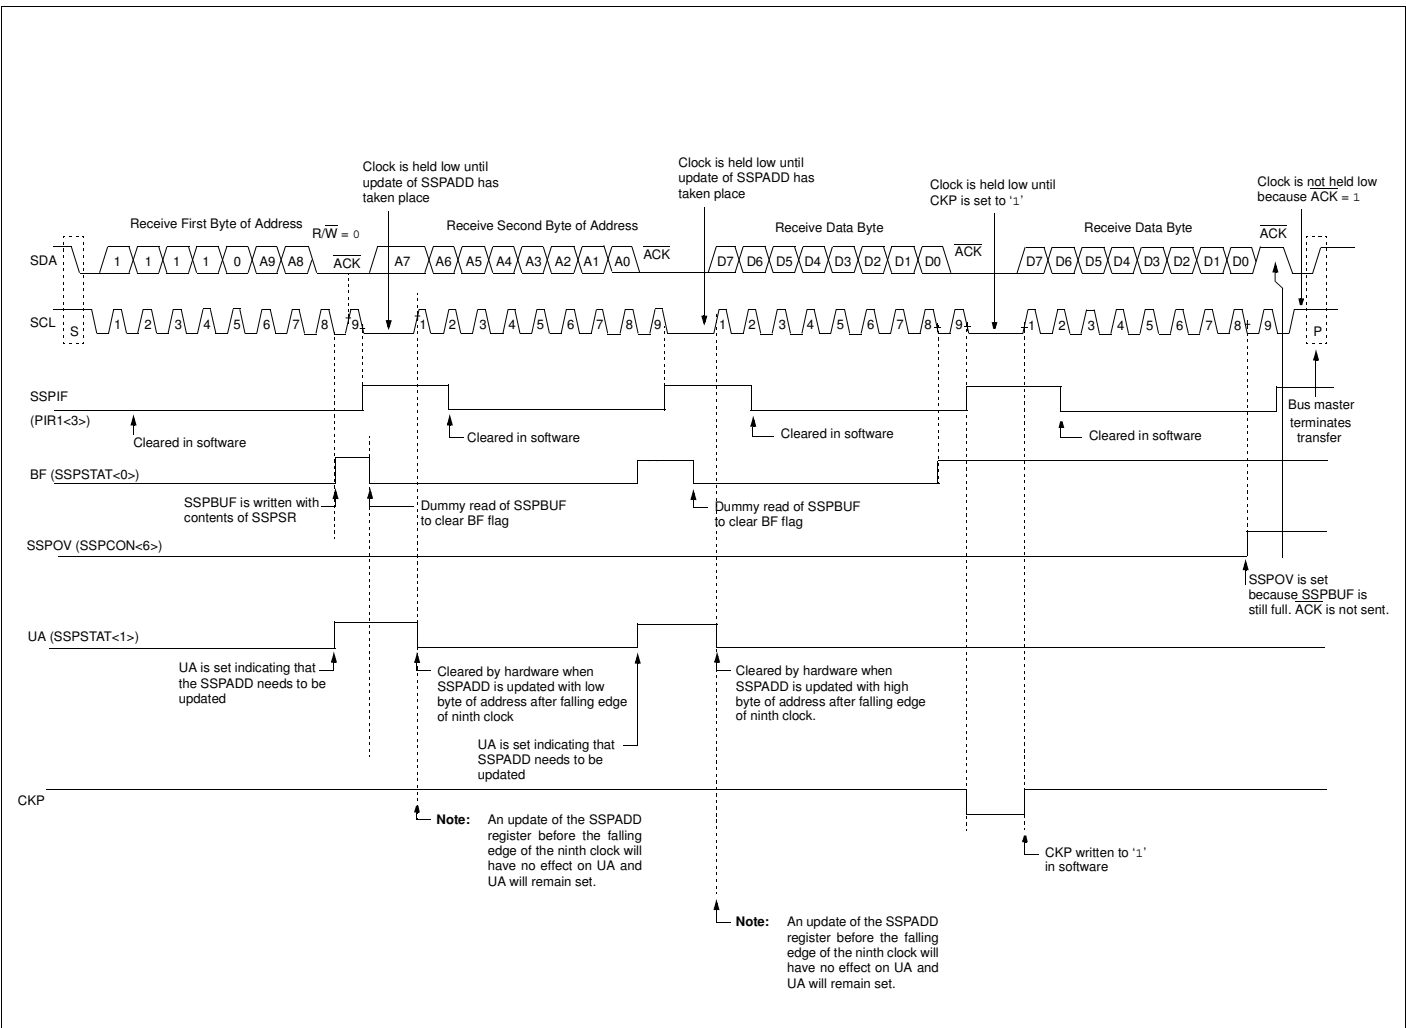 Clock is held low until
update of SSPADD has
taken place
Clock is held low until
update of SSPADD has
taken place
Clock is held low until
CKP is set to ‘1’
Clock is not held low
because ACK = 1
Receive First Byte of Address
R/W = 0
Receive Second Byte of Address
Receive Data Byte
Receive Data Byte
SDA
1 1 1 1 0 A9 A8
ACK
A7 A6 A5 A4 A3 A2 A1 A0
ACK
D7 D6 D5 D4 D3 D2 D1 D0
ACK
D7 D6 D5 D4 D3 D2 D1 D0
ACK
SCL
S
1 2 3 4 5 6 7 8 9
1 2 3 4 5 6 7 8 9
1 2 3 4 5 6 7 8 9
1 2 3 4 5 6 7 8 9
P
SSPIF
(PIR1<3>)
Cleared in software
Cleared in software
Cleared in software
Cleared in software
Bus master
terminates
transfer
BF (SSPSTAT<0>)
SSPBUF is written with
contents of SSPSR
Dummy read of SSPBUF
to clear BF flag
Dummy read of SSPBUF
to clear BF flag
SSPOV (SSPCON<6>)
SSPOV is set
because SSPBUF is
still full. ACK is not sent.
UA (SSPSTAT<1>)
UA is set indicating that
the SSPADD needs to be
updated
Cleared by hardware when
SSPADD is updated with low
byte of address after falling edge
of ninth clock
UA is set indicating that
SSPADD needs to be
updated
Cleared by hardware when
SSPADD is updated with high
byte of address after falling edge
of ninth clock.
CKP
Note: An update of the SSPADD
register before the falling
edge of the ninth clock will
have no effect on UA and
UA will remain set.
CKP written to ‘1’
in software
Note: An update of the SSPADD
register before the falling
edge of the ninth clock will
have no effect on UA and
UA will remain set.